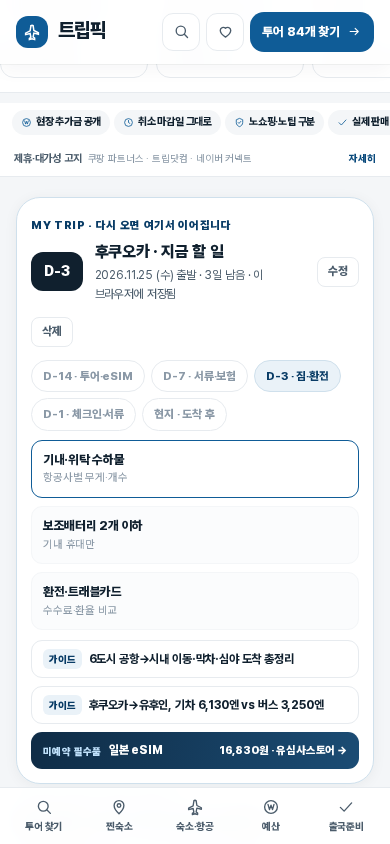 트립픽
투어 84개 찾기 →
현장 추가금 공개
취소 마감일 그대로
노쇼핑·노팁 구분
실제판매
제휴·대가성 고지 쿠팡 파트너스 · 트립닷컴 · 네이버 커넥트
자세히
MY TRIP · 다시 오면 여기서 이어집니다
D-3
후쿠오카 · 지금 할 일
2026.11.25 (수) 출발 · 3일 남음 · 이
브라우저에 저장됨
수정
삭제
D-14 · 투어·eSIM
D-7 · 서류·보험
D-3 · 짐·환전
D-1 · 체크인·서류
현지 · 도착 후
기내·위탁 수하물
항공사별 무게·개수
보조배터리 2개 이하
기내 휴대만
환전·트래블카드
수수료·환율 비교
가이드 6도시 공항→시내 이동·막차·심야 도착 총정리
가이드 후쿠오카→유후인, 기차 6,130엔 vs 버스 3,250엔
미예약 필수품 일본 eSIM 16,830원 · 유심사스토어 →
투어 찾기
찐숙소
숙소·항공
예산
출국준비